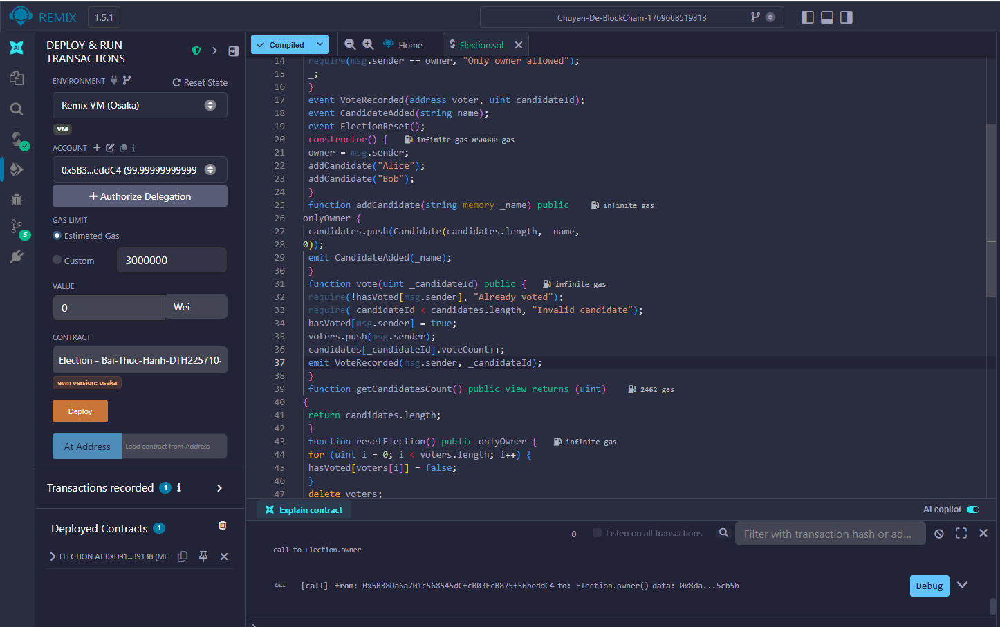 REMIX
1.5.1
Chuyen-De-BlockChain-1769668519313
DEPLOY & RUN
TRANSACTIONS
ENVIRONMENT
Reset State
Remix VM (Osaka)
VM
ACCOUNT
0x5B3...eddC4 (99.99999999999
Authorize Delegation
GAS LIMIT
Estimated Gas
Custom
3000000
VALUE
0
Wei
CONTRACT
Election - Bai-Thuc-Hanh-DTH225710-
evm version: osaka
Deploy
At Address
Load contract from Address
Transactions recorded 1 i
Deployed Contracts 1
ELECTION AT 0XD91...39138 (ME
AI
5
Compiled
Home
Election.sol
14 require(msg.sender == owner, "Only owner allowed");
15 _;
16 }
17 event VoteRecorded(address voter, uint candidateId);
18 event CandidateAdded(string name);
19 event ElectionReset();
20 constructor() { infinite gas 858000 gas
21 owner = msg.sender;
22 addCandidate("Alice");
23 addCandidate("Bob");
24 }
25 function addCandidate(string memory _name) public infinite gas
26 onlyOwner {
27 candidates.push(Candidate(candidates.length, _name,
28 0));
29 emit CandidateAdded(_name);
30 }
31 function vote(uint _candidateId) public { infinite gas
32 require(!hasVoted[msg.sender], "Already voted");
33 require(_candidateId < candidates.length, "Invalid candidate");
34 hasVoted[msg.sender] = true;
35 voters.push(msg.sender);
36 candidates[_candidateId].voteCount++;
37 emit VoteRecorded(msg.sender, _candidateId);
38 }
39 function getCandidatesCount() public view returns (uint) 2462 gas
40 {
41 return candidates.length;
42 }
43 function resetElection() public onlyOwner { infinite gas
44 for (uint i = 0; i < voters.length; i++) {
45 hasVoted[voters[i]] = false;
46 }
47 delete voters;
Explain contract
AI copilot
0
Listen on all transactions
Filter with transaction hash or ad...
call to Election.owner
CALL [call] from: 0x5B38Da6a701c568545dCfcB03FcB875f56beddC4 to: Election.owner() data: 0x8da...5cb5b
Debug